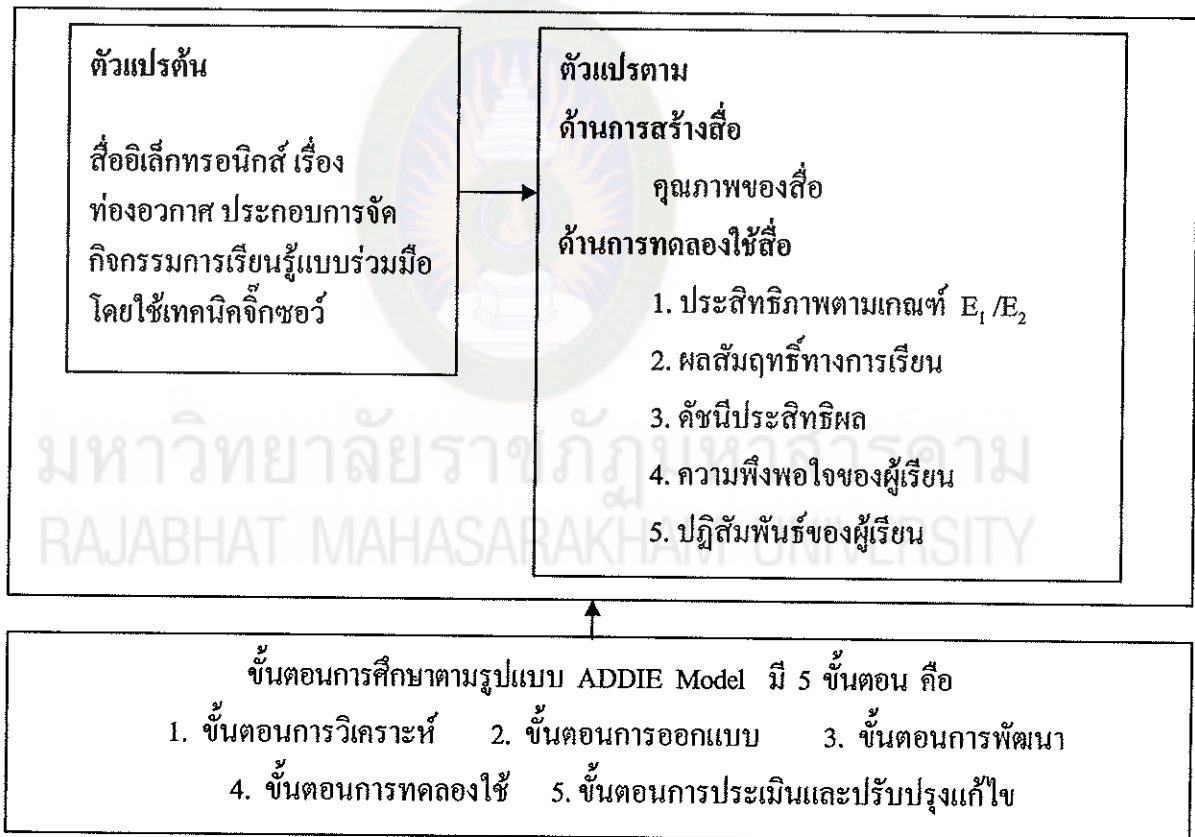 ตัวแปรต้น
สื่ออิเล็กทรอนิกส์ เรื่อง
ท่องอวกาศ ประกอบการจัด
กิจกรรมการเรียนรู้แบบร่วมมือ
โดยใช้เทคนิคจิ๊กซอว์
ตัวแปรตาม
ด้านการสร้างสื่อ
คุณภาพของสื่อ
ด้านการทดลองใช้สื่อ
1. ประสิทธิภาพตามเกณฑ์ E₁/E₂
2. ผลสัมฤทธิ์ทางการเรียน
3. ดัชนีประสิทธิผล
4. ความพึงพอใจของผู้เรียน
5. ปฏิสัมพันธ์ของผู้เรียน
มหาวิทยาลัยราชภัฏมหาสารคาม
RAJABHAT MAHASARAKHAM UNIVERSITY
ขั้นตอนการศึกษาตามรูปแบบ ADDIE Model มี 5 ขั้นตอน คือ
1. ขั้นตอนการวิเคราะห์ 2. ขั้นตอนการออกแบบ 3. ขั้นตอนการพัฒนา
4. ขั้นตอนการทดลองใช้ 5. ขั้นตอนการประเมินและปรับปรุงแก้ไข